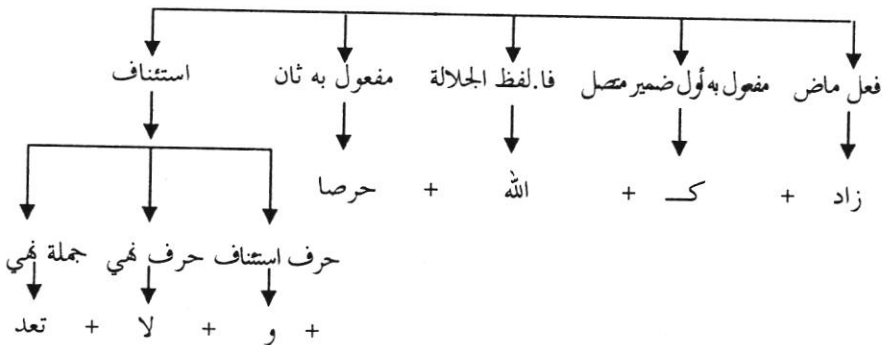 فعل ماض مفعول به أول ضمير متصل فا.لفظ الجلالة مفعول به ثان استئناف
زاد + كـ + الله + حرصا
حرف استئناف حرف نهي جملة نهي
+ و + لا + تعد